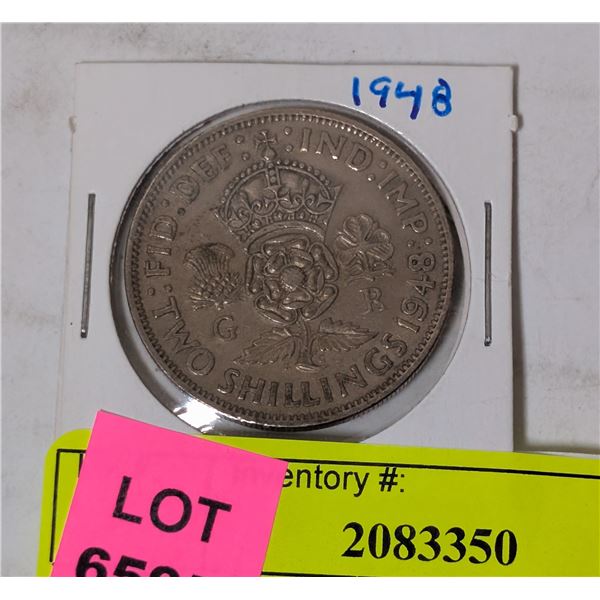 1948
: FID : DEF : IND : IMP :
G R
TWO SHILLINGS 1948
LOT
Inventory #:
2083350